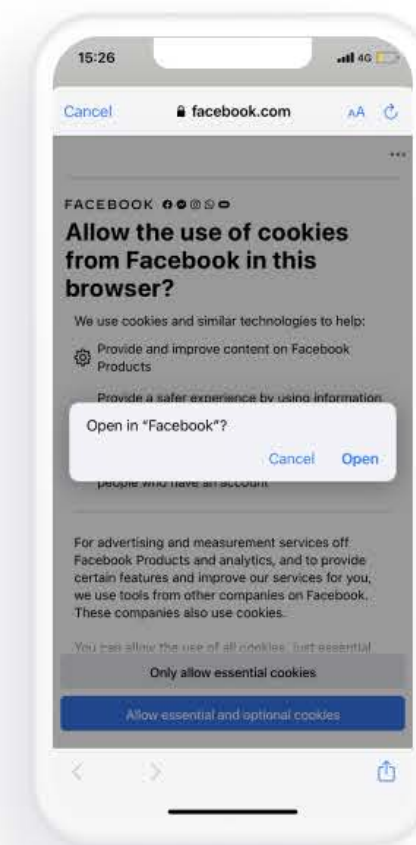 15:26
4G
Cancel
facebook.com
AA
FACEBOOK
Allow the use of cookies
from Facebook in this
browser?
We use cookies and similar technologies to help:
Provide and improve content on Facebook
Products
Provide a safer experience by using information
Open in "Facebook"?
Cancel Open
people who have an account
For advertising and measurement services off
Facebook Products and analytics, and to provide
certain features and improve our services for you,
we use tools from other companies on Facebook.
These companies also use cookies.
You can allow the use of all cookies, just essential
Only allow essential cookies
Allow essential and optional cookies